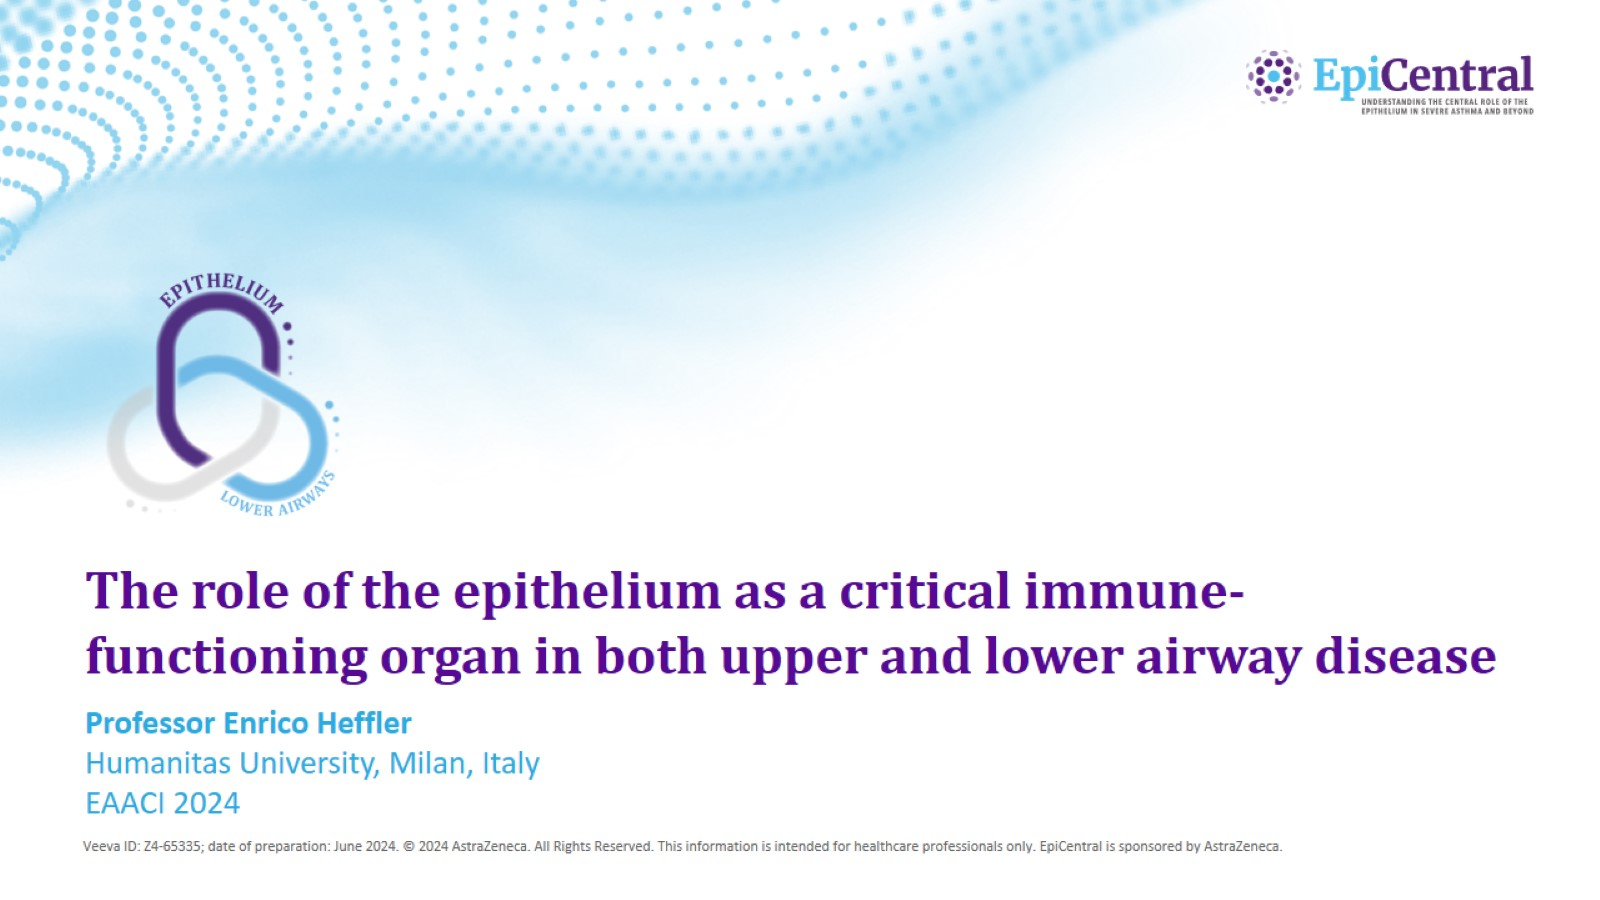 EpiCentral
UNDERSTANDING THE CENTRAL ROLE OF THE
EPITHELIUM IN SEVERE ASTHMA AND BEYOND
EPITHELIUM
LOWER AIRWAYS
The role of the epithelium as a critical immune-
functioning organ in both upper and lower airway disease
Professor Enrico Heffler
Humanitas University, Milan, Italy
EAACI 2024
Veeva ID: Z4-65335; date of preparation: June 2024. © 2024 AstraZeneca. All Rights Reserved. This information is intended for healthcare professionals only. EpiCentral is sponsored by AstraZeneca.